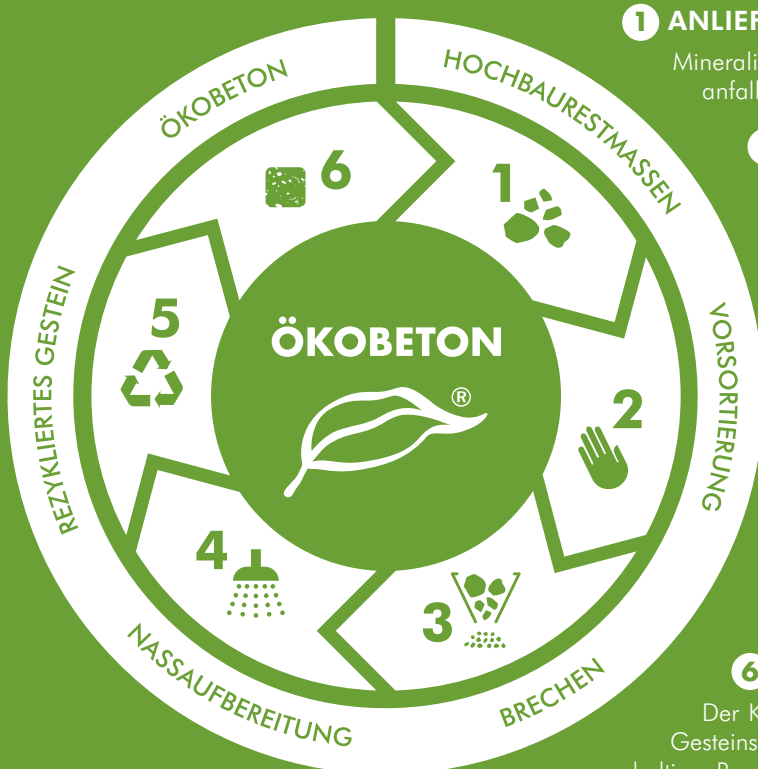 1 ANLIEF
Minerali
anfall
ÖKOBETON
HOCHBAURESTMASSEN
VORSORTIERUNG
BRECHEN
NASSAUFBEREITUNG
REZYKLIERTES GESTEIN
1
2
3
4
5
6
ÖKOBETON
®
6
Der K
Gesteins